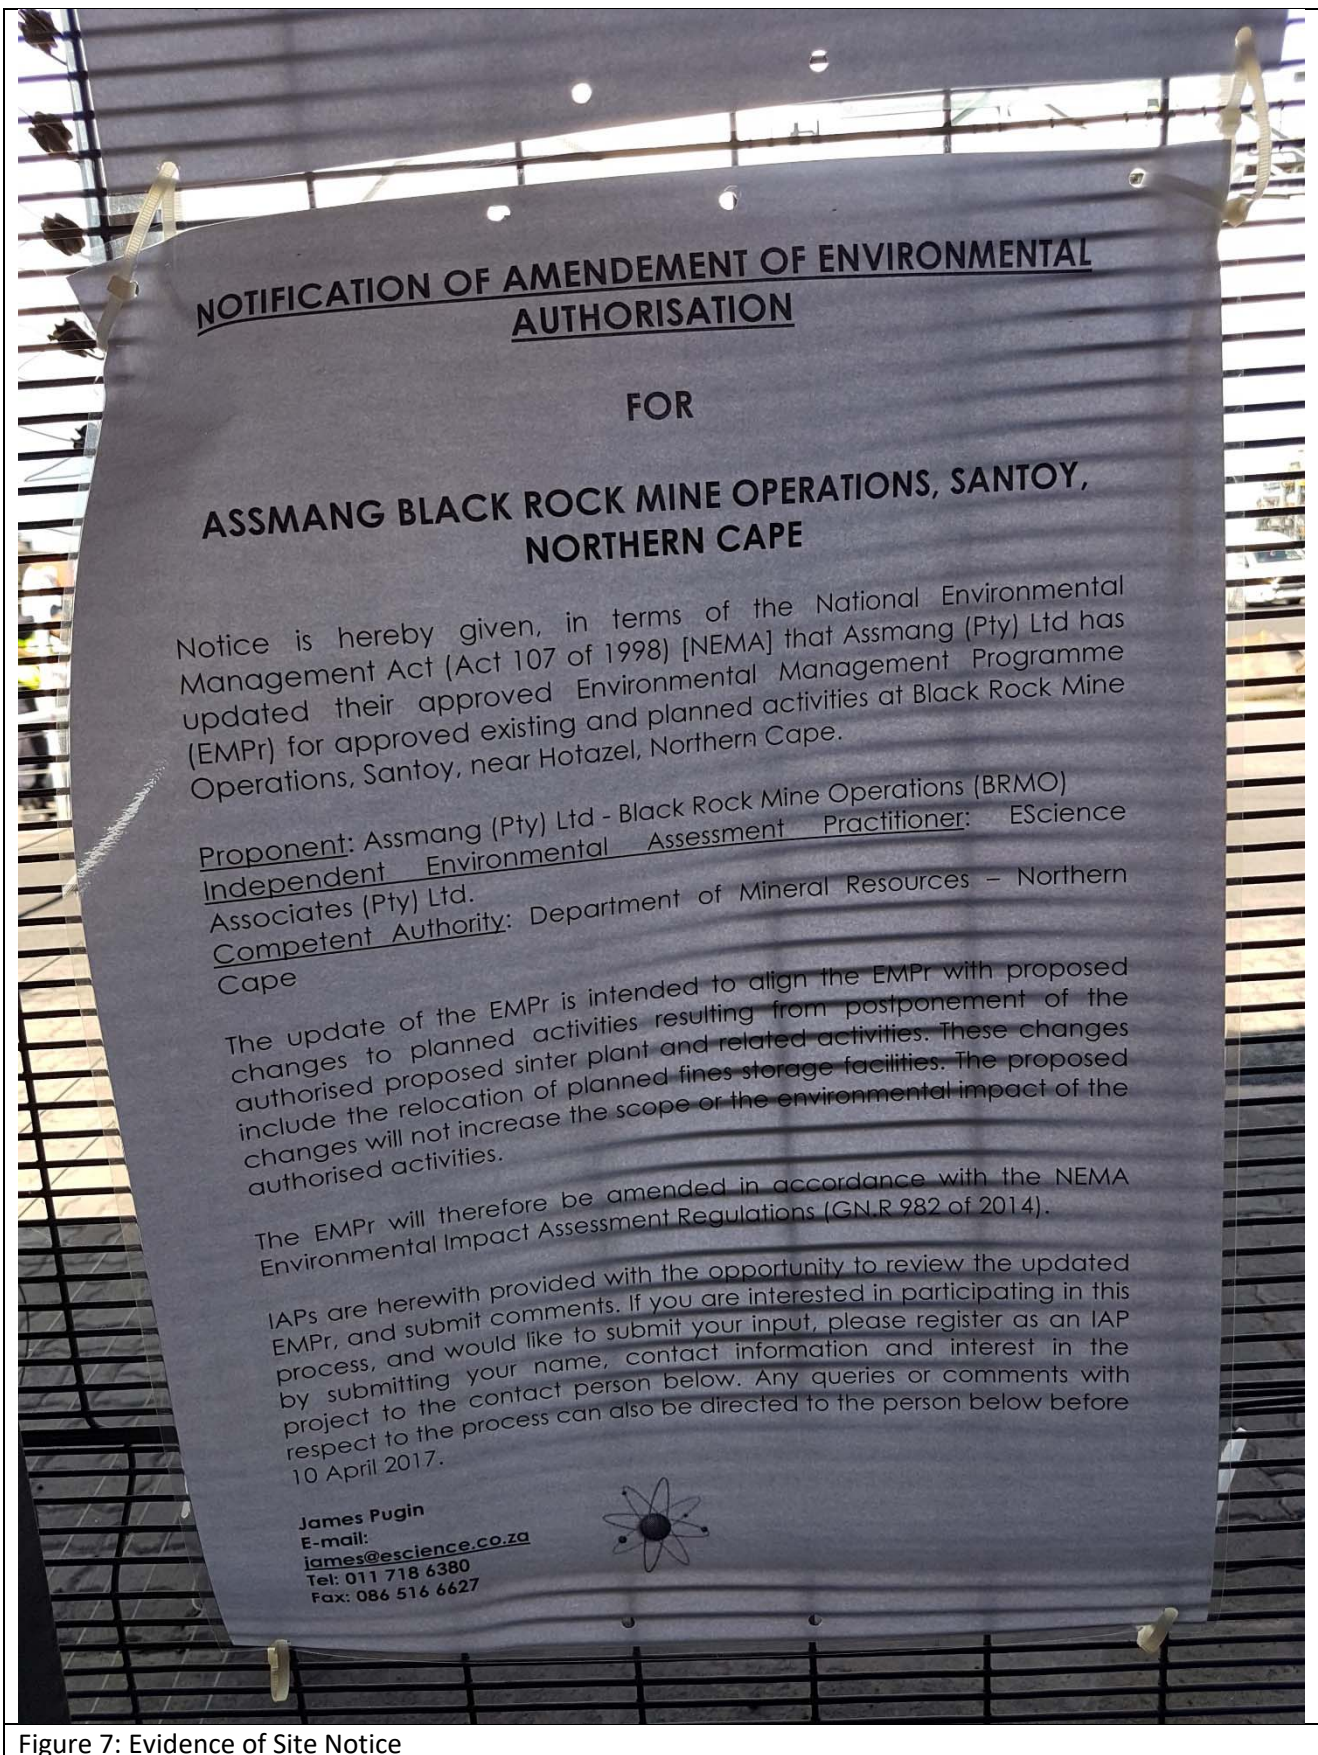 NOTIFICATION OF AMENDEMENT OF ENVIRONMENTAL
AUTHORISATION
FOR
ASSMANG BLACK ROCK MINE OPERATIONS, SANTOY,
NORTHERN CAPE
Notice is hereby given, in terms of the National Environmental
Management Act (Act 107 of 1998) [NEMA] that Assmang (Pty) Ltd has
updated their approved Environmental Management Programme
(EMPr) for approved existing and planned activities at Black Rock Mine
Operations, Santoy, near Hotazel, Northern Cape.
Proponent: Assmang (Pty) Ltd - Black Rock Mine Operations (BRMO)
Independent Environmental Assessment Practitioner: EScience
Associates (Pty) Ltd.
Competent Authority: Department of Mineral Resources – Northern
Cape
The update of the EMPr is intended to align the EMPr with proposed
changes to planned activities resulting from postponement of the
authorised proposed sinter plant and related activities. These changes
include the relocation of planned fines storage facilities. The proposed
changes will not increase the scope or the environmental impact of the
authorised activities.
The EMPr will therefore be amended in accordance with the NEMA
Environmental Impact Assessment Regulations (GN.R 982 of 2014).
IAPs are herewith provided with the opportunity to review the updated
EMPr, and submit comments. If you are interested in participating in this
process, and would like to submit your input, please register as an IAP
by submitting your name, contact information and interest in the
project to the contact person below. Any queries or comments with
respect to the process can also be directed to the person below before
10 April 2017.
James Pugin
E-mail:
james@escience.co.za
Tel: 011 718 6380
Fax: 086 516 6627
Figure 7: Evidence of Site Notice